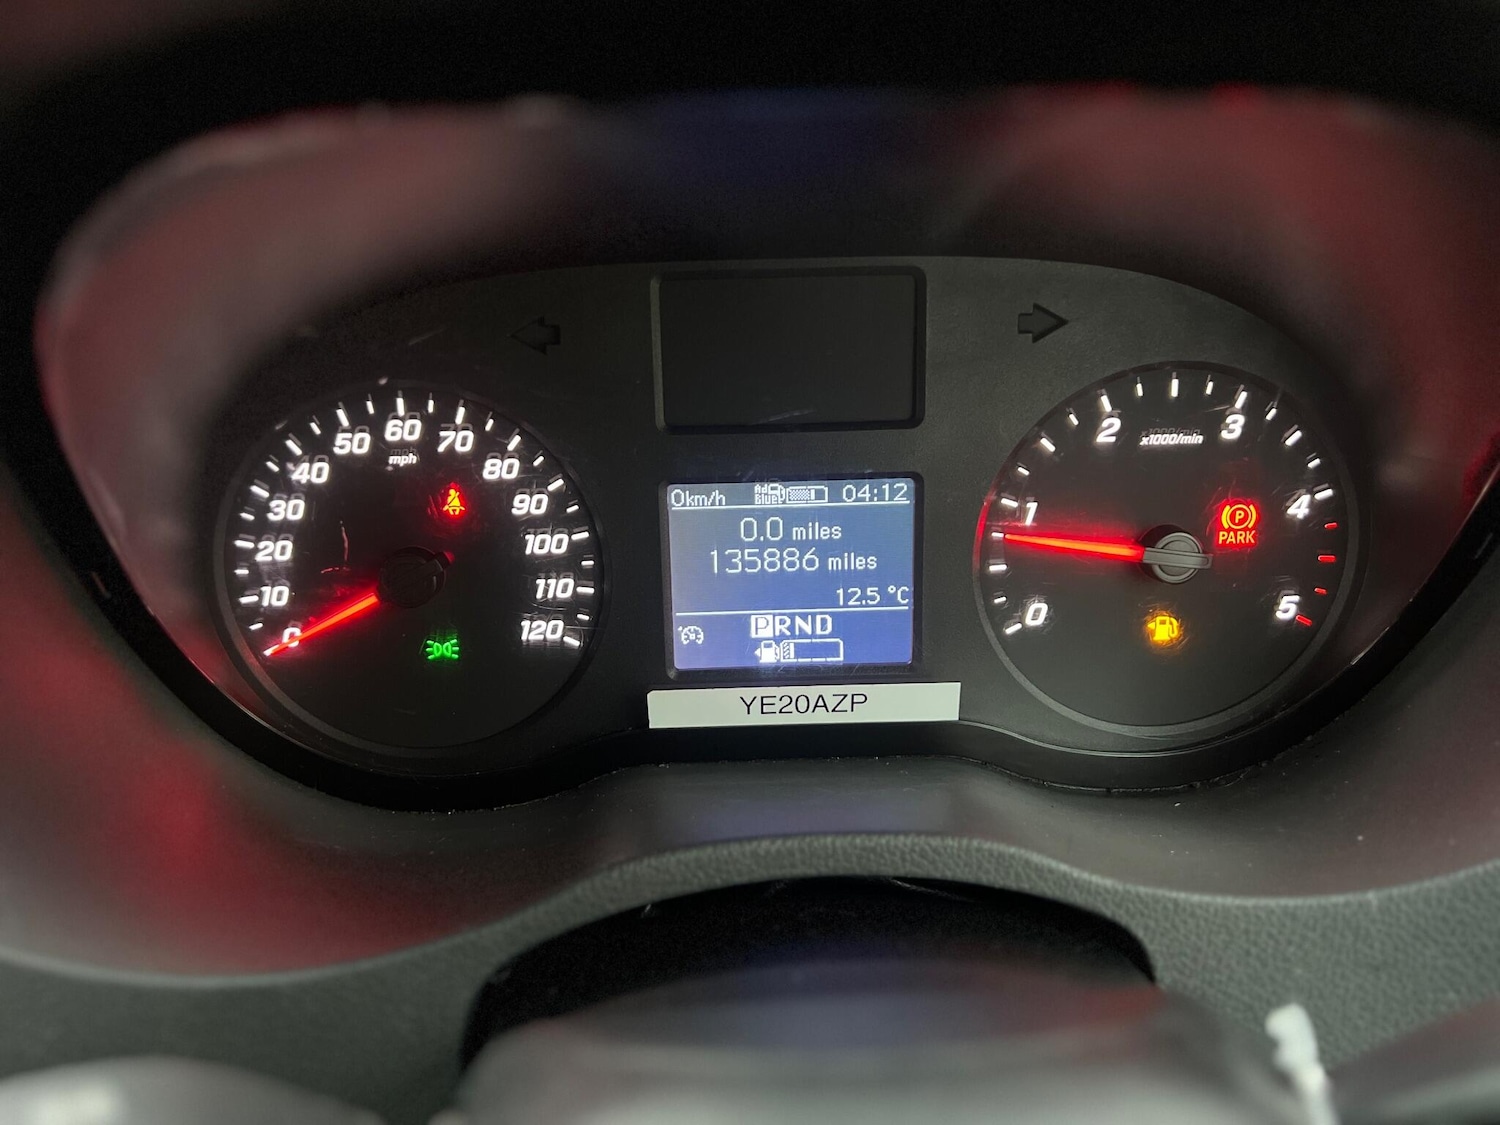 10
20
30
40
50
60
70
80
90
100
110
120
0
mph
0km/h AdBlue 04:12
0.0 miles
135886 miles
12.5 °C
PRND
YE20AZP
0
1
2
3
4
5
x1000/min
(P)
PARK